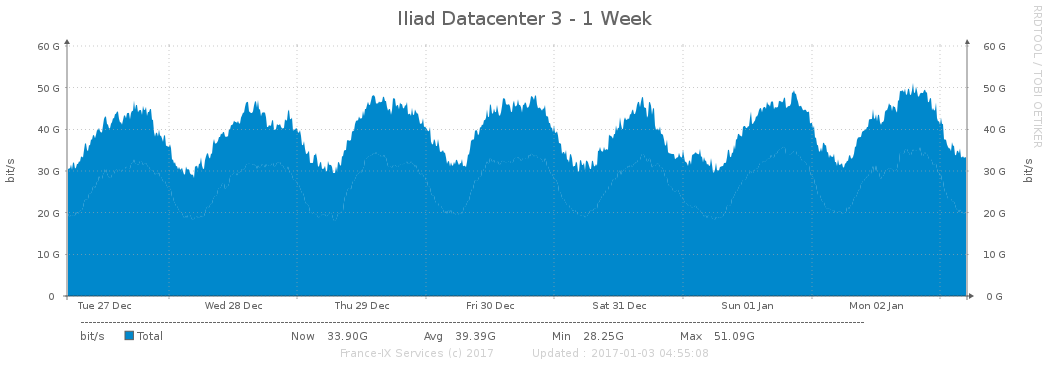 Iliad Datacenter 3 - 1 Week
RRDTOOL / TOBI OETIKER
60 G 60 G
50 G 50 G
40 G 40 G
30 G 30 G
20 G 20 G
10 G 10 G
0 0 G
bit/s bit/s
Tue 27 Dec Wed 28 Dec Thu 29 Dec Fri 30 Dec Sat 31 Dec Sun 01 Jan Mon 02 Jan
bit/s Total Now 33.90G Avg 39.39G Min 28.25G Max 51.09G
France-IX Services (c) 2017 Updated : 2017-01-03 04:55:08